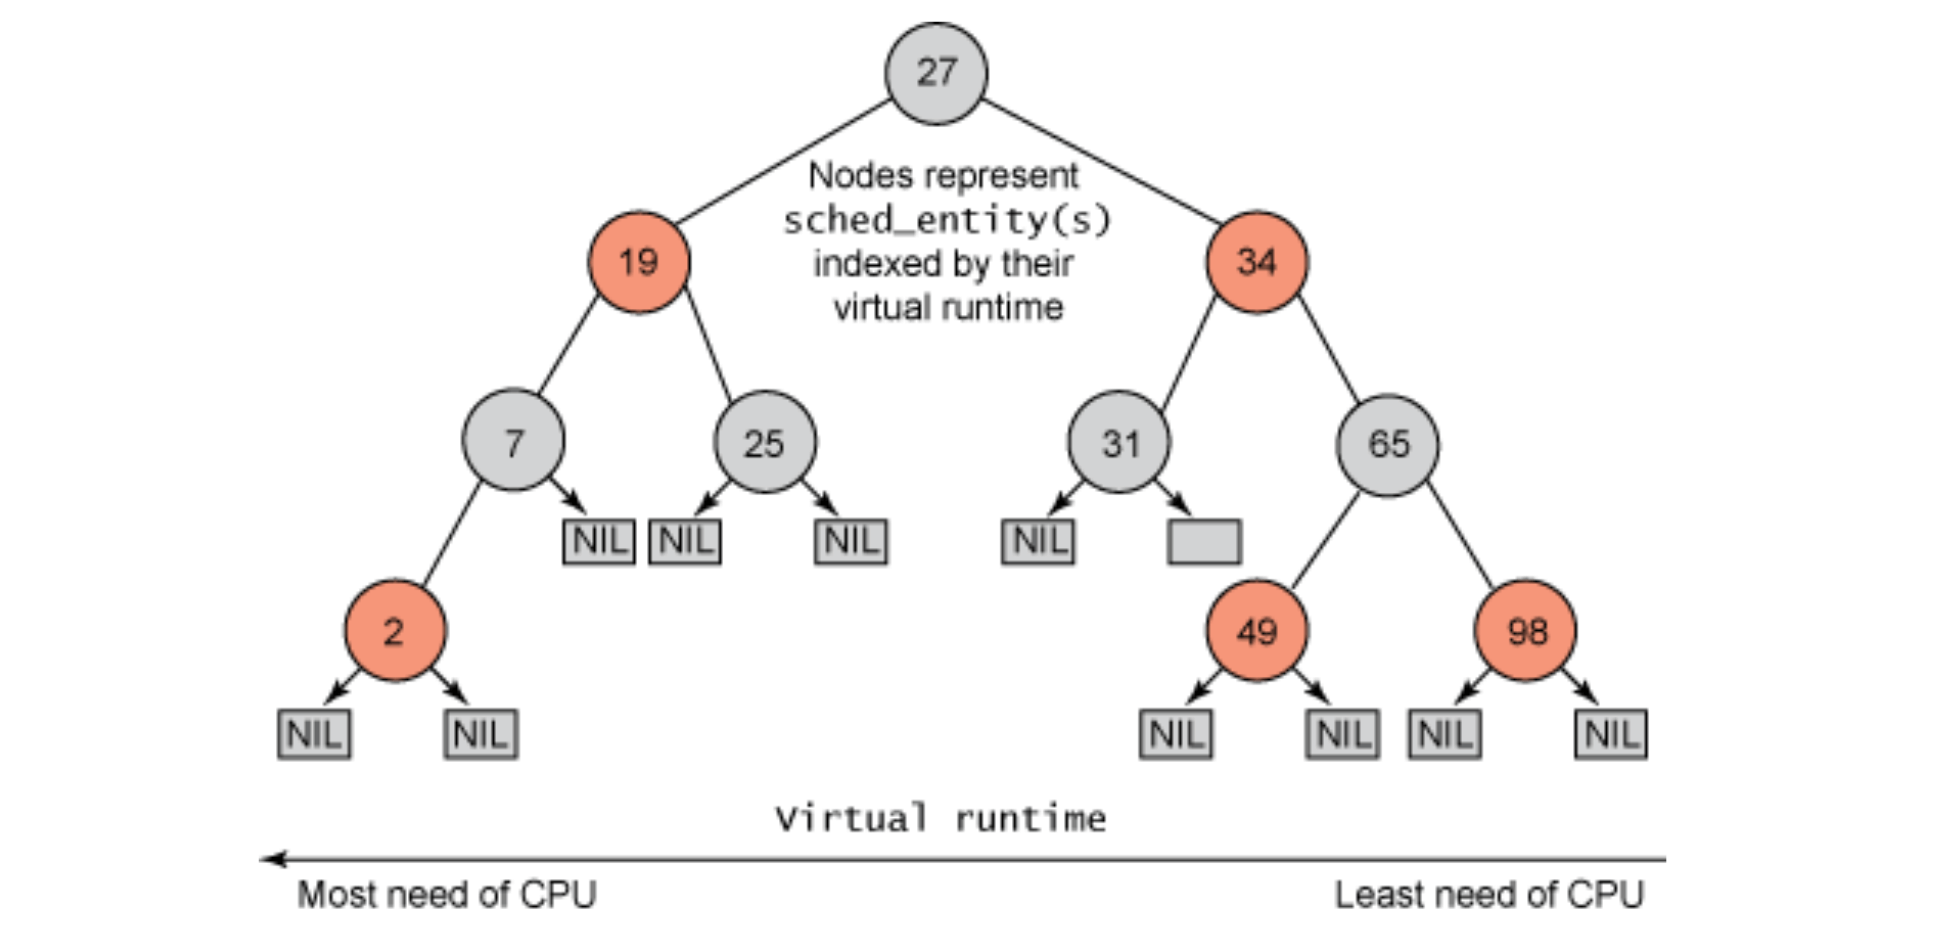 27
Nodes represent
sched_entity(s)
indexed by their
virtual runtime
19
34
7
25
31
65
NIL NIL NIL NIL
2
49
98
NIL NIL NIL NIL NIL NIL
Virtual runtime
Most need of CPU
Least need of CPU